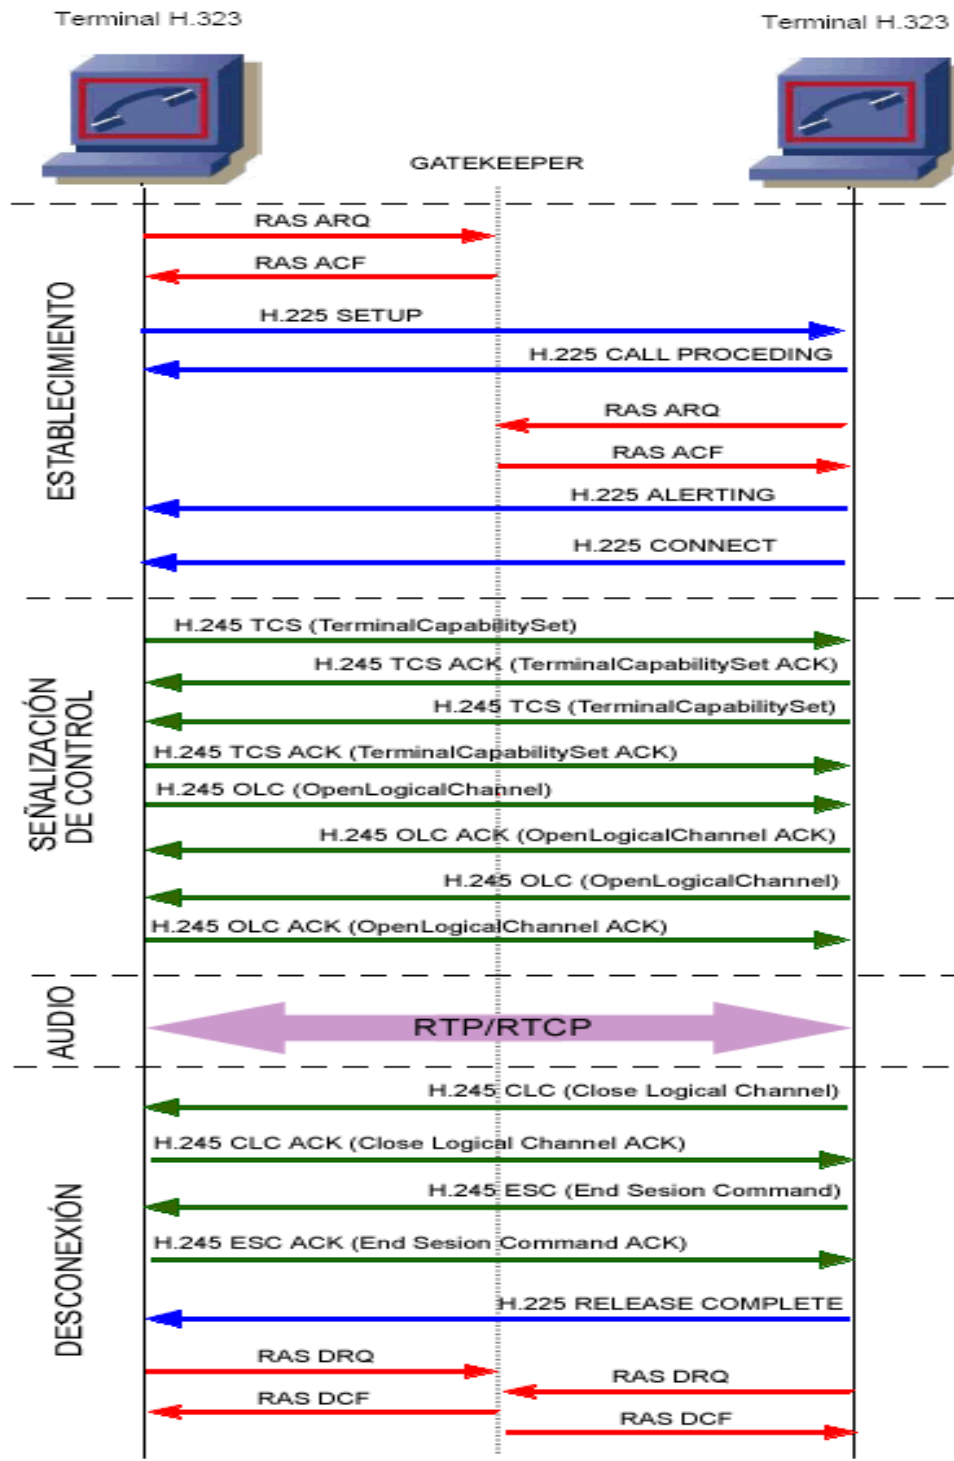 Terminal H.323
Terminal H.323
GATEKEEPER
ESTABLECIMIENTO
RAS ARQ
RAS ACF
H.225 SETUP
H.225 CALL PROCEDING
RAS ARQ
RAS ACF
H.225 ALERTING
H.225 CONNECT
SEÑALIZACIÓN
DE CONTROL
H.245 TCS (TerminalCapabilitySet)
H.245 TCS ACK (TerminalCapabilitySet ACK)
H.245 TCS (TerminalCapabilitySet)
H.245 TCS ACK (TerminalCapabilitySet ACK)
H.245 OLC (OpenLogicalChannel)
H.245 OLC ACK (OpenLogicalChannel ACK)
H.245 OLC (OpenLogicalChannel)
H.245 OLC ACK (OpenLogicalChannel ACK)
AUDIO
RTP/RTCP
DESCONEXIÓN
H.245 CLC (Close Logical Channel)
H.245 CLC ACK (Close Logical Channel ACK)
H.245 ESC (End Sesion Command)
H.245 ESC ACK (End Sesion Command ACK)
H.225 RELEASE COMPLETE
RAS DRQ
RAS DRQ
RAS DCF
RAS DCF